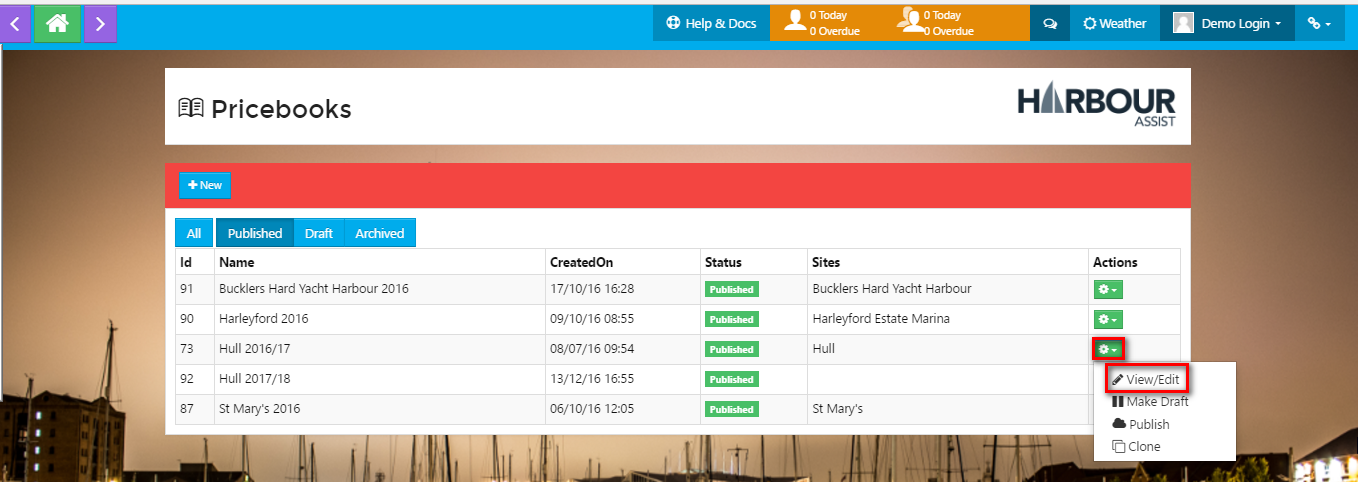 Help & Docs 0 Today 0 Overdue 0 Today 0 Overdue Weather Demo Login
Pricebooks
HARBOUR
ASSIST
New
All Published Draft Archived
Id Name CreatedOn Status Sites Actions
91 Bucklers Hard Yacht Harbour 2016 17/10/16 16:28 Published Bucklers Hard Yacht Harbour
90 Harleyford 2016 09/10/16 08:55 Published Harleyford Estate Marina
73 Hull 2016/17 08/07/16 09:54 Published Hull
92 Hull 2017/18 13/12/16 16:55 Published
87 St Mary's 2016 06/10/16 12:05 Published St Mary's
View/Edit
Make Draft
Publish
Clone